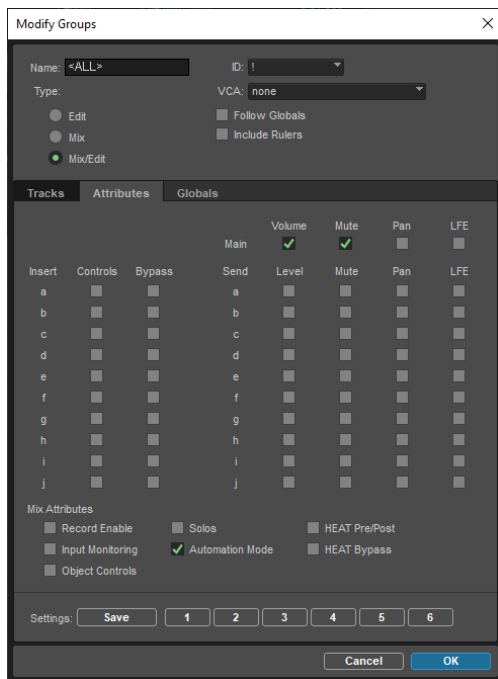 Modify Groups
Name: <ALL> ID: !
Type: VCA: none
Edit Follow Globals
Mix Include Rulers
Mix/Edit
Tracks Attributes Globals
Volume Mute Pan LFE
Main
Insert Controls Bypass Send Level Mute Pan LFE
a a
b b
c c
d d
e e
f f
g g
h h
i i
j j
Mix Attributes
Record Enable Solos HEAT Pre/Post
Input Monitoring Automation Mode HEAT Bypass
Object Controls
Settings: Save 1 2 3 4 5 6
Cancel OK